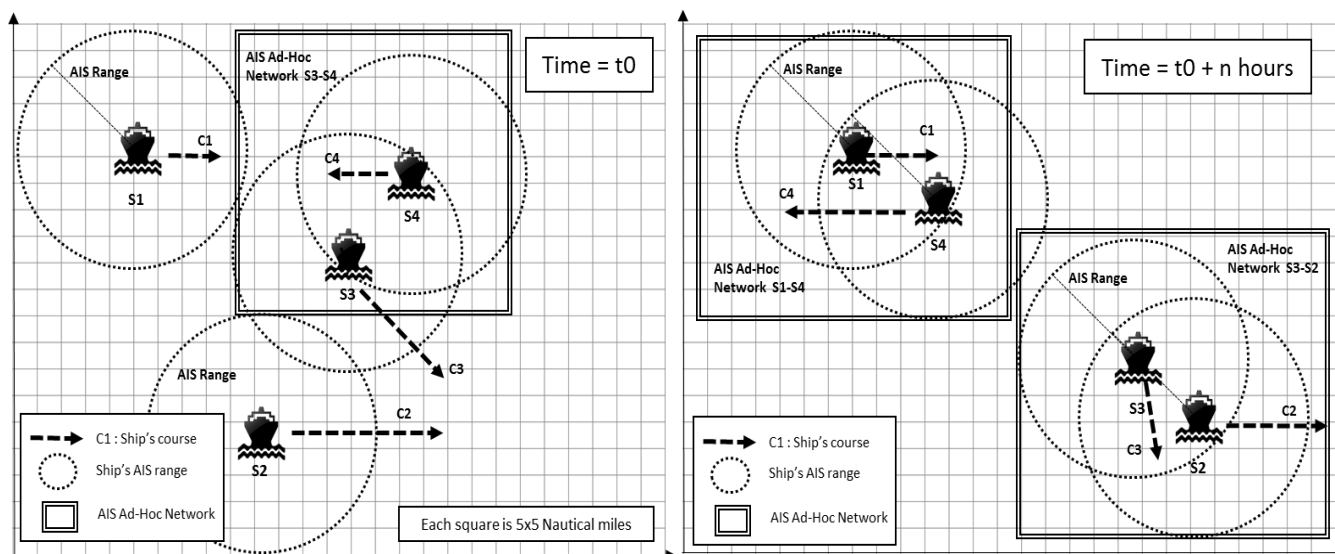 AIS Ad-Hoc
Network S3-S4
Time = t0
AIS Range
C1
S1
C4
S4
S3
C3
AIS Range
C2
S2
C1 : Ship's course
Ship's AIS range
AIS Ad-Hoc Network
Each square is 5x5 Nautical miles
Time = t0 + n hours
AIS Range
C1
S1
C4
S4
AIS Ad-Hoc
Network S1-S4
AIS Ad-Hoc
Network S3-S2
AIS Range
S3
C2
C3
S2
C1 : Ship's course
Ship's AIS range
AIS Ad-Hoc Network